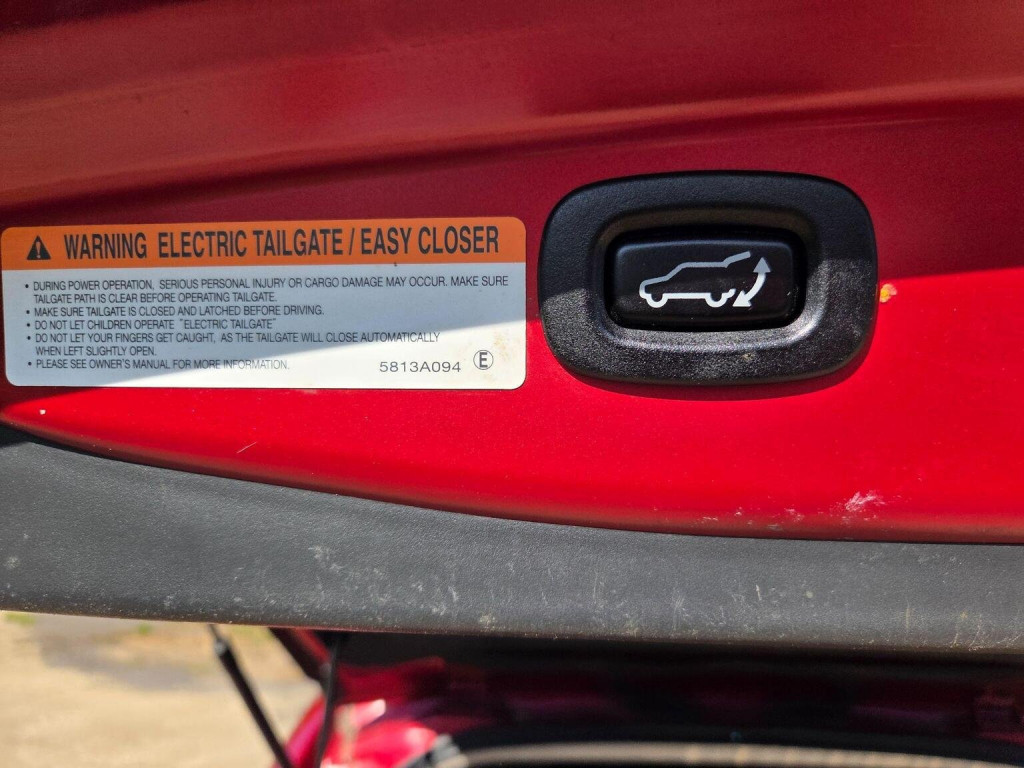 WARNING ELECTRIC TAILGATE / EASY CLOSER
• DURING POWER OPERATION, SERIOUS PERSONAL INJURY OR CARGO DAMAGE MAY OCCUR. MAKE SURE
TAILGATE PATH IS CLEAR BEFORE OPERATING TAILGATE.
• MAKE SURE TAILGATE IS CLOSED AND LATCHED BEFORE DRIVING.
• DO NOT LET CHILDREN OPERATE "ELECTRIC TAILGATE"
• DO NOT LET YOUR FINGERS GET CAUGHT, AS THE TAILGATE WILL CLOSE AUTOMATICALLY
WHEN LEFT SLIGHTLY OPEN.
• PLEASE SEE OWNER'S MANUAL FOR MORE INFORMATION.
5813A094 Ⓔ